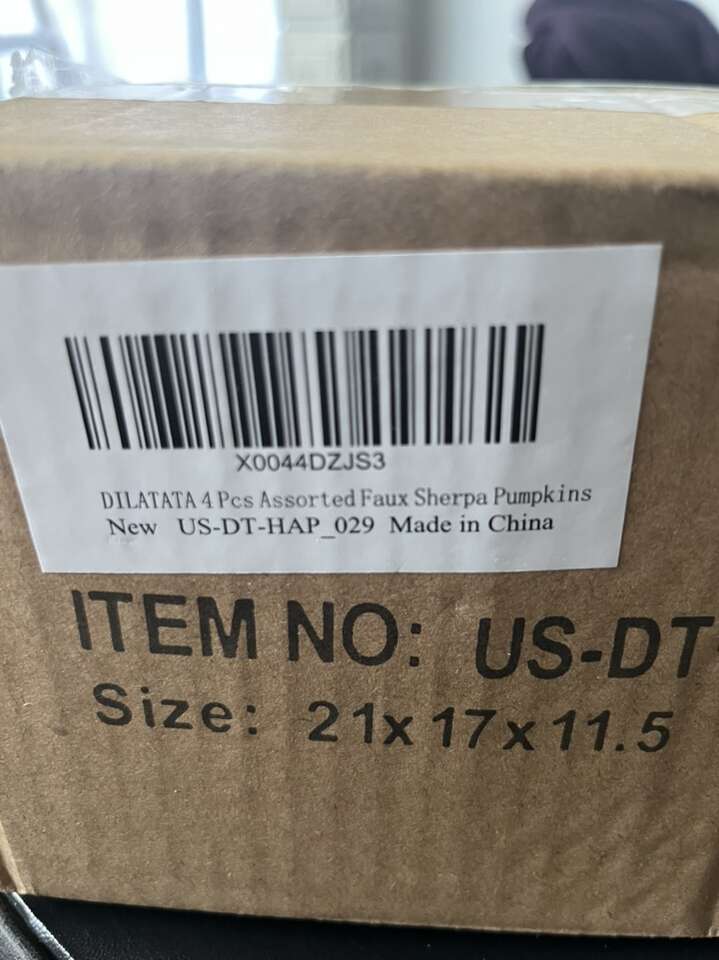 X0044DZJS3
DILATATA 4 Pcs Assorted Faux Sherpa Pumpkins
New US-DT-HAP_029 Made in China
ITEM NO: US-DT-
Size: 21x17x11.5